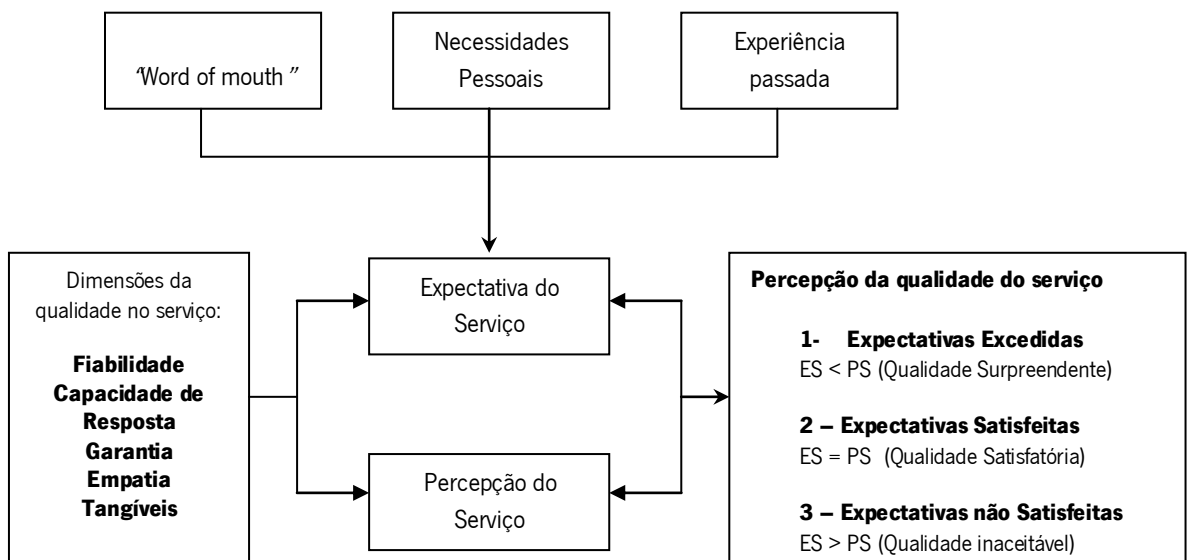 “Word of mouth ”
Necessidades
Pessoais
Experiência
passada
Dimensões da
qualidade no serviço:
Fiabilidade
Capacidade de
Resposta
Garantia
Empatia
Tangíveis
Expectativa do
Serviço
Percepção do
Serviço
Percepção da qualidade do serviço
1- Expectativas Excedidas
ES < PS (Qualidade Surpreendente)
2 – Expectativas Satisfeitas
ES = PS (Qualidade Satisfatória)
3 – Expectativas não Satisfeitas
ES > PS (Qualidade inaceitável)